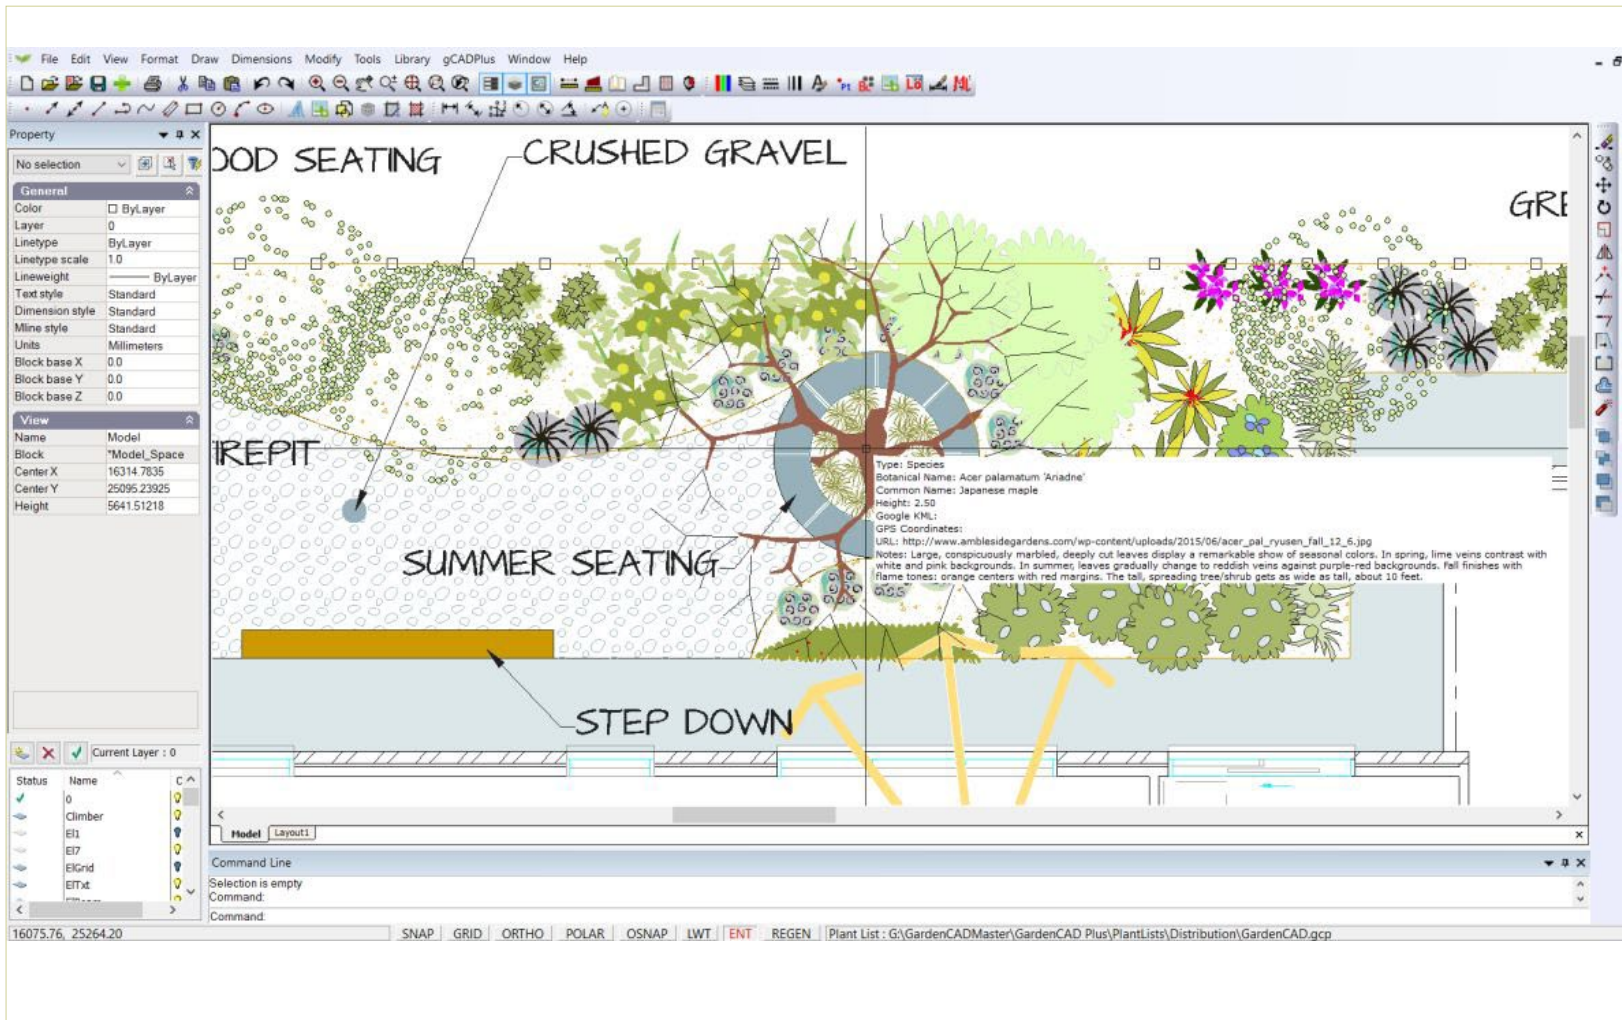 File Edit View Format Draw Dimensions Modify Tools Library gCADPlus Window Help
Property
No selection
General
Color ByLayer
Layer 0
Linetype ByLayer
Linetype scale 1.0
Lineweight ByLayer
Text style Standard
Dimension style Standard
Mline style Standard
Units Millimeters
Block base X 0.0
Block base Y 0.0
Block base Z 0.0
View
Name Model
Block *Model_Space
Center X 16314.7835
Center Y 25095.23925
Height 5641.51218
Current Layer : 0
Status Name C
0
Climber
El1
El7
ElGrid
ElTxt
OOD SEATING
CRUSHED GRAVEL
GRE
IREPIT
SUMMER SEATING
STEP DOWN
Type: Species
Botanical Name: Acer palamatum 'Ariadne'
Common Name: Japanese maple
Height: 2.50
Google KML:
GPS Coordinates:
URL: http://www.amblesidegardens.com/wp-content/uploads/2015/06/acer_pal_ryusen_fall_12_6.jpg
Notes: Large, conspicuously marbled, deeply cut leaves display a remarkable show of seasonal colors. In spring, lime veins contrast with
white and pink backgrounds. In summer, leaves gradually change to reddish veins against purple-red backgrounds. Fall finishes with
flame tones: orange centers with red margins. The tall, spreading tree/shrub gets as wide as tall, about 10 feet.
Model Layout1
Command Line
Selection is empty
Command:
Command:
16075.76, 25264.20 SNAP GRID ORTHO POLAR OSNAP LWT ENT REGEN Plant List : G:\GardenCADMaster\GardenCAD Plus\PlantLists\Distribution\GardenCAD.gcp